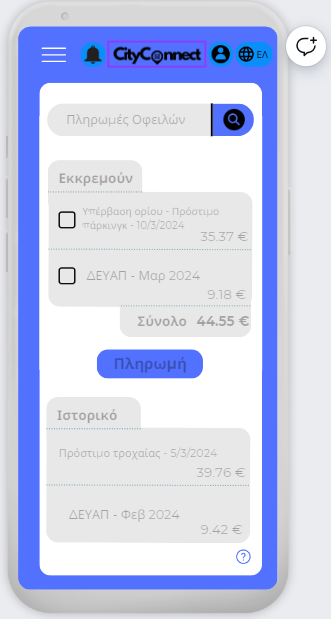 CityConnect ΕΛ
Πληρωμές Οφειλών
Εκκρεμούν
Υπέρβαση ορίου - Πρόστιμο
πάρκινγκ - 10/3/2024
35.37 €
ΔΕΥΑΠ - Μαρ 2024
9.18 €
Σύνολο 44.55 €
Πληρωμή
Ιστορικό
Πρόστιμο τροχαίας - 5/3/2024
39.76 €
ΔΕΥΑΠ - Φεβ 2024
9.42 €
?